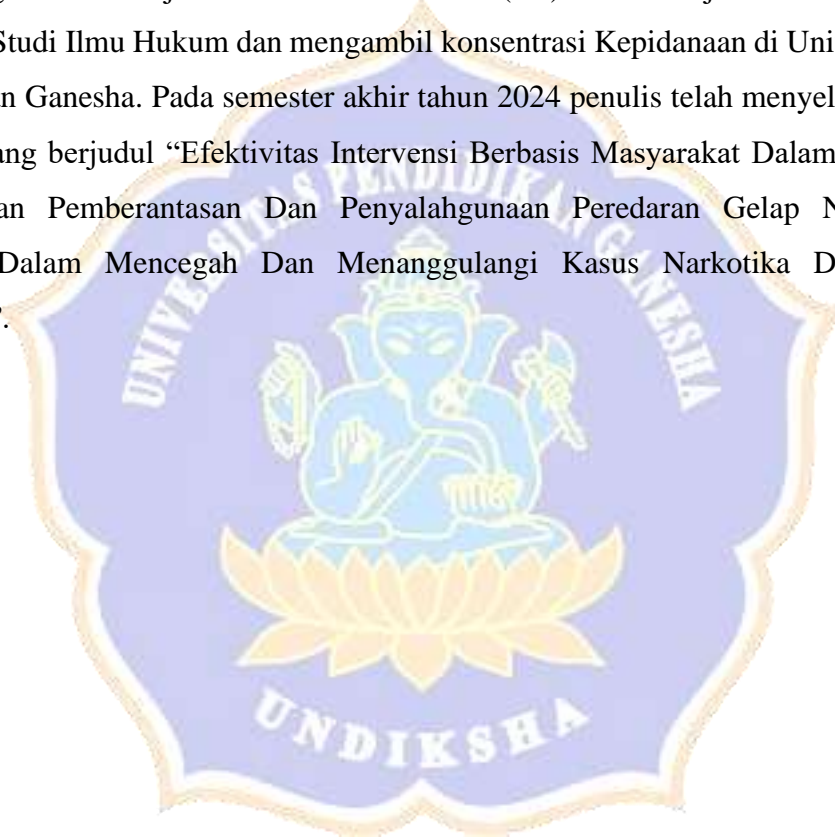 Studi Ilmu Hukum dan mengambil konsentrasi Kepidanaan di Uni
n Ganesha. Pada semester akhir tahun 2024 penulis telah menyel
ang berjudul “Efektivitas Intervensi Berbasis Masyarakat Dalam
an Pemberantasan Dan Penyalahgunaan Peredaran Gelap N
Dalam Mencegah Dan Menanggulangi Kasus Narkotika D
”.
UNIVERSITAS PENDIDIKAN GANESHA
UNDIKSHA